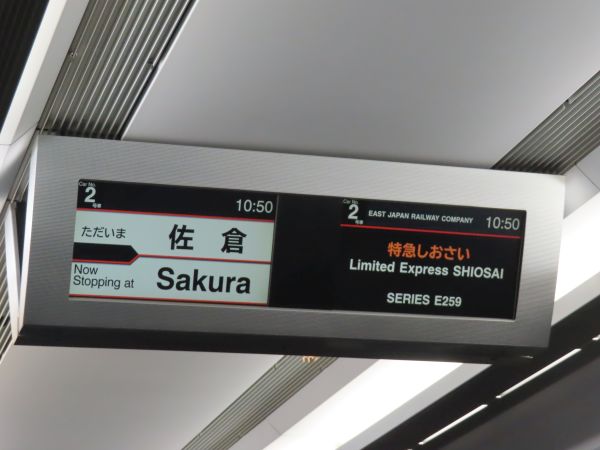 Car No.
2
号車
10:50
ただいま
佐倉
Now
Stopping at
Sakura
Car No.
2
号車
EAST JAPAN RAILWAY COMPANY
10:50
特急しおさい
Limited Express SHIOSAI
SERIES E259